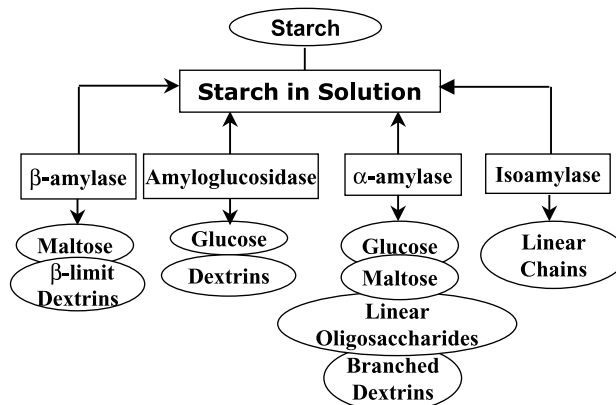 Starch
Starch in Solution
β-amylase
Amyloglucosidase
α-amylase
Isoamylase
Maltose
β-limit
Dextrins
Glucose
Dextrins
Glucose
Maltose
Linear
Oligosaccharides
Branched
Dextrins
Linear
Chains